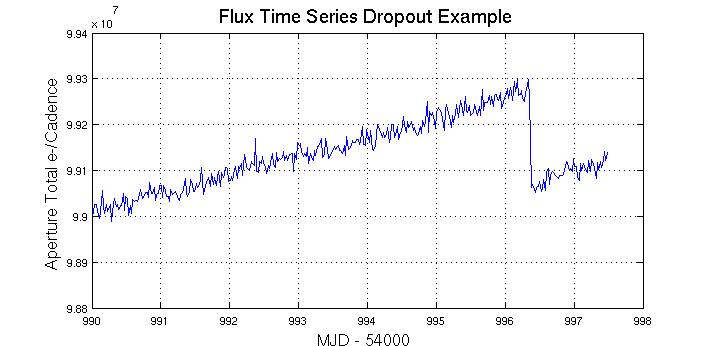 Flux Time Series Dropout Example
x 10^7
9.94
9.93
9.92
9.91
9.9
9.89
9.88
Aperture Total e-/Cadence
990 991 992 993 994 995 996 997 998
MJD - 54000